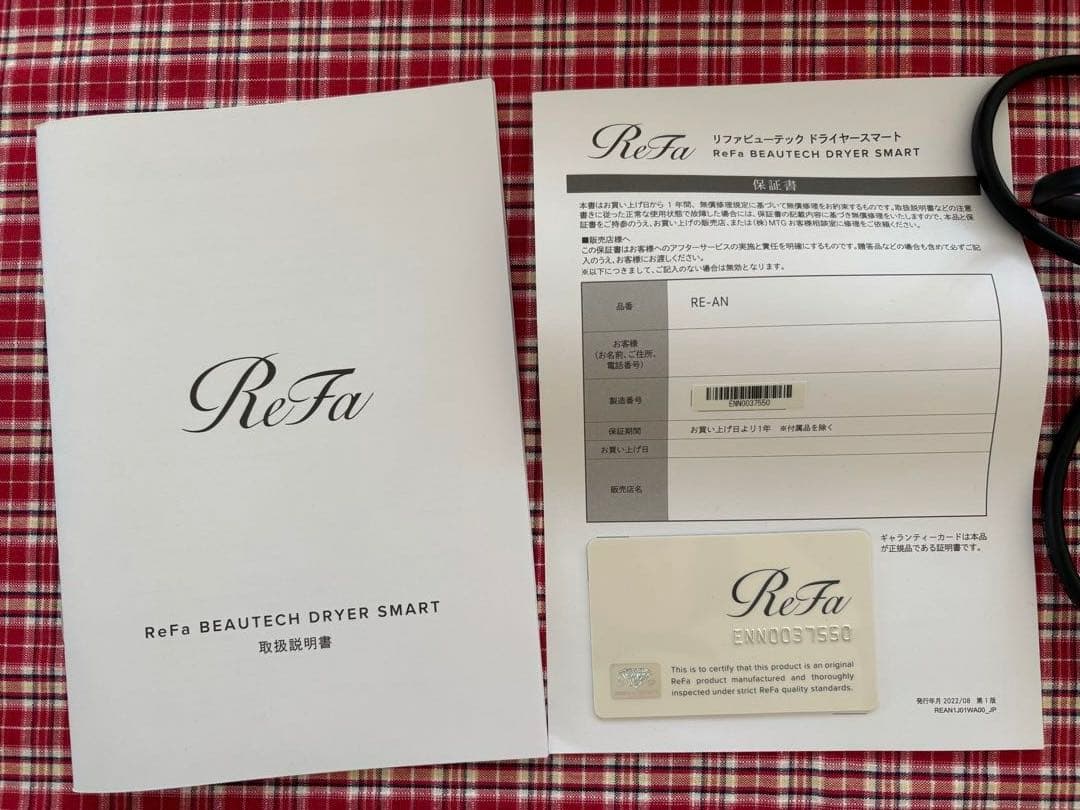 ReFa
ReFa BEAUTECH DRYER SMART
取扱説明書
ReFa
リファビューテック ドライヤースマート
ReFa BEAUTECH DRYER SMART
保証書
本書はお買い上げ日から 1 年間、無償修理規定に基づいて無償修理をお約束するものです。取扱説明書などの注意
書きに従った正常な使用状態で故障した場合には、保証書の記載内容に基づき無償修理をいたしますので、本品と保
証書をご持参のうえ、お買い上げの販売店、または(株)MTG お客様相談室に修理をご依頼ください。
■販売店様へ
この保証書はお客様へのアフターサービスの実施と責任を明確にするものです。贈答品などの場合も含めて必ずご記
入のうえ、お客様にお渡しください。
※以下につきまして、ご記入のない場合は無効となります。
品番 RE-AN
お客様
(お名前、ご住所、
電話番号)
製造番号 ENN0037550
保証期間 お買い上げ日より1年 ※付属品を除く
お買い上げ日
販売店名
ギャランティーカードは本品
が正規品である証明書です。
ReFa
ENN0037550
This is to certify that this product is an original
ReFa product manufactured and thoroughly
inspected under strict ReFa quality standards.
発行年月 2022/08 第1版
REAN1J01WA00_JP